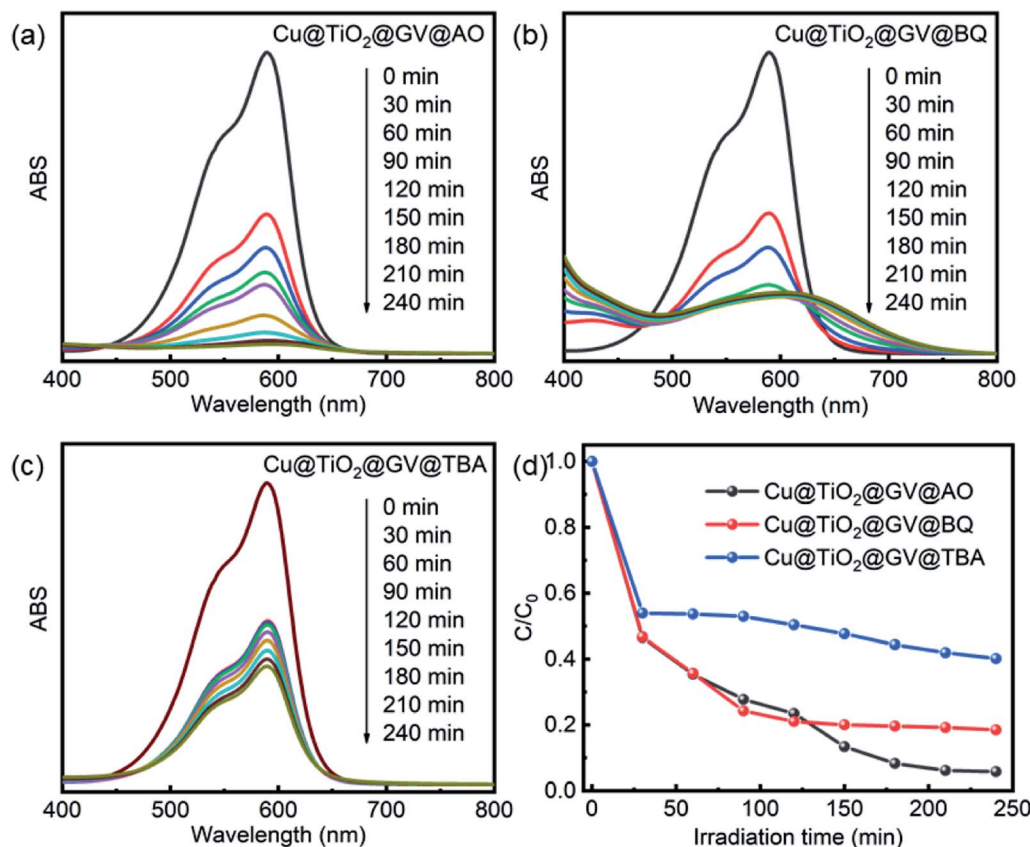 (a)
Cu@TiO₂@GV@AO
0 min
30 min
60 min
90 min
120 min
150 min
180 min
210 min
240 min
ABS
400 500 600 700 800
Wavelength (nm)
(b)
Cu@TiO₂@GV@BQ
0 min
30 min
60 min
90 min
120 min
150 min
180 min
210 min
240 min
ABS
400 500 600 700 800
Wavelength (nm)
(c)
Cu@TiO₂@GV@TBA
0 min
30 min
60 min
90 min
120 min
150 min
180 min
210 min
240 min
ABS
400 500 600 700 800
Wavelength (nm)
(d)
1.0
0.8
0.6
0.4
0.2
0.0
C/C₀
Cu@TiO₂@GV@AO
Cu@TiO₂@GV@BQ
Cu@TiO₂@GV@TBA
0 50 100 150 200 250
Irradiation time (min)